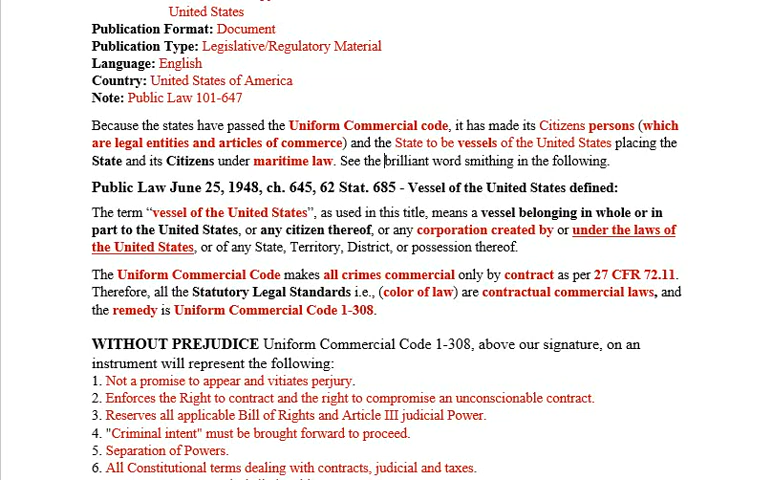 United States
Publication Format: Document
Publication Type: Legislative/Regulatory Material
Language: English
Country: United States of America
Note: Public Law 101-647
Because the states have passed the Uniform Commercial code, it has made its Citizens persons (which
are legal entities and articles of commerce) and the State to be vessels of the United States placing the
State and its Citizens under maritime law. See the brilliant word smithing in the following.
Public Law June 25, 1948, ch. 645, 62 Stat. 685 - Vessel of the United States defined:
The term “vessel of the United States”, as used in this title, means a vessel belonging in whole or in
part to the United States, or any citizen thereof, or any corporation created by or under the laws of
the United States, or of any State, Territory, District, or possession thereof.
The Uniform Commercial Code makes all crimes commercial only by contract as per 27 CFR 72.11.
Therefore, all the Statutory Legal Standards i.e., (color of law) are contractual commercial laws, and
the remedy is Uniform Commercial Code 1-308.
WITHOUT PREJUDICE Uniform Commercial Code 1-308, above our signature, on an
instrument will represent the following:
1. Not a promise to appear and vitiates perjury.
2. Enforces the Right to contract and the right to compromise an unconscionable contract.
3. Reserves all applicable Bill of Rights and Article III judicial Power.
4. "Criminal intent" must be brought forward to proceed.
5. Separation of Powers.
6. All Constitutional terms dealing with contracts, judicial and taxes.